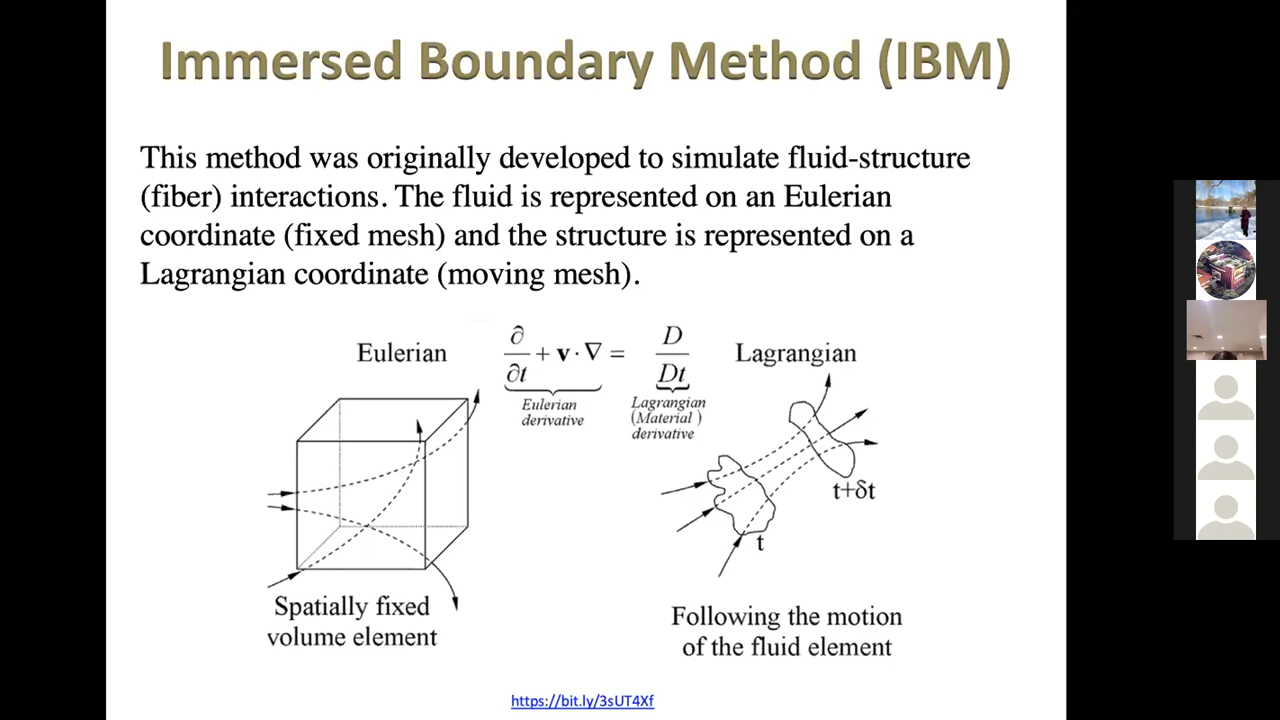 Immersed Boundary Method (IBM)
This method was originally developed to simulate fluid-structure
(fiber) interactions. The fluid is represented on an Eulerian
coordinate (fixed mesh) and the structure is represented on a
Lagrangian coordinate (moving mesh).
Eulerian
∂/∂t + v · ∇ = D/Dt
Eulerian
derivative
Lagrangian
(Material )
derivative
Lagrangian
t+δt
t
Spatially fixed
volume element
Following the motion
of the fluid element
https://bit.ly/3sUT4Xf